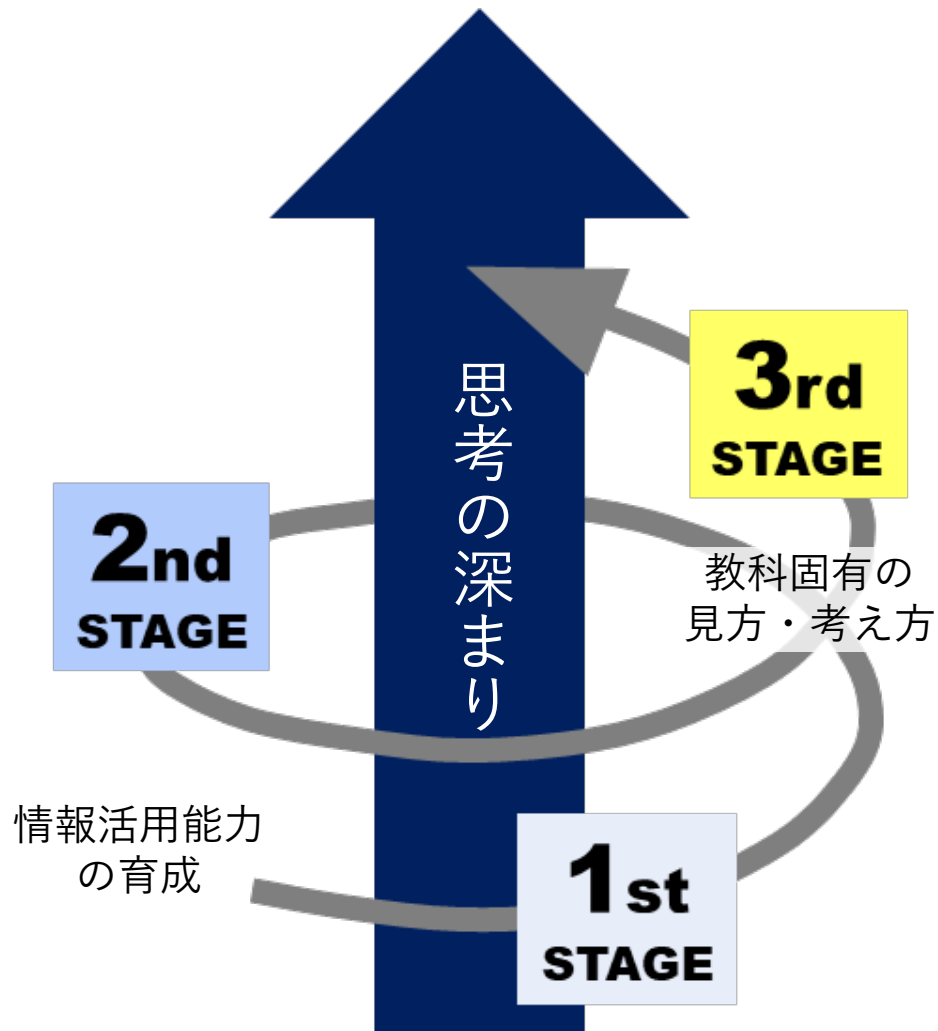 思考の深まり
3rd
STAGE
2nd
STAGE
教科固有の
見方・考え方
情報活用能力
の育成
1st
STAGE